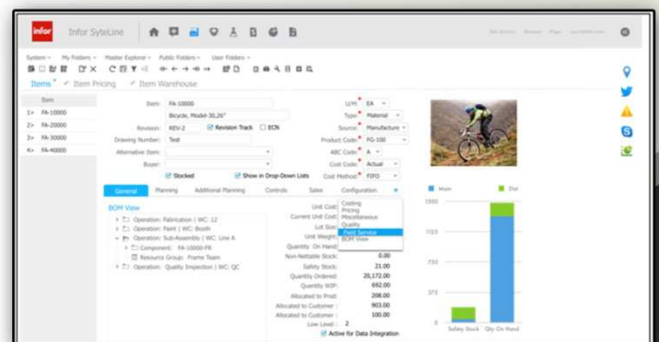 infor Infor SyteLine
System My Folders Master Explorer Public Folders User Folders
Items Item Pricing Item Warehouse
Item
1> FA-10000
2> FA-20000
3> FA-30000
4> FA-40000
Item: FA-10000
Bicycle, Model-30,26"
Revision: REV-2 Revision Track ECN
Drawing Number: Test
Alternative Item:
Buyer:
Stocked Show in Drop-Down Lists
U/M: EA
Type: Material
Source: Manufacture
Product Code: FG-100
ABC Code: A
Cost Code: Actual
Cost Method: FIFO
General Planning Additional Planning Controls Sales Configuration
Costing
Pricing
Miscellaneous
Quality
Field Service
BOM View
BOM View
Operation: Fabrication | WC: 12
Operation: Paint | WC: Booth
Operation: Sub-Assembly | WC: Line A
Component: FA-10000-FR
Resource Group: Frame Team
Operation: Quality Inspection | WC: QC
Unit Cost:
Current Unit Cost:
Lot Size:
Unit Weight:
Quantity On Hand:
Non-Nettable Stock: 0.00
Safety Stock: 21.00
Quantity Ordered: 20,172.00
Quantity WIP: 692.00
Allocated to Prod: 208.00
Allocated to Customer : 903.00
Allocated to Customer : 100.00
Low Level : 2
Active for Data Integration
Main
1500
1125
750
375
0
Safety Stock Qty On Hand